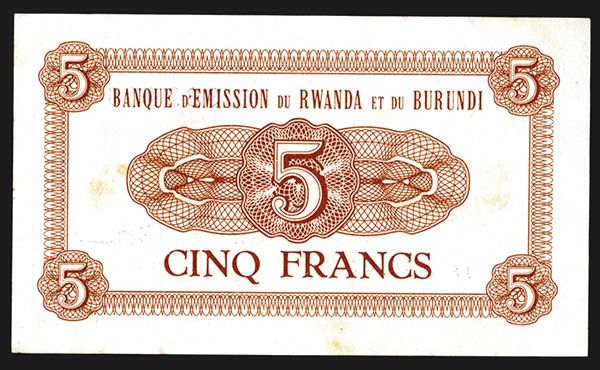 5 5
BANQUE D'EMISSION DU RWANDA ET DU BURUNDI
5
CINQ FRANCS
5 5